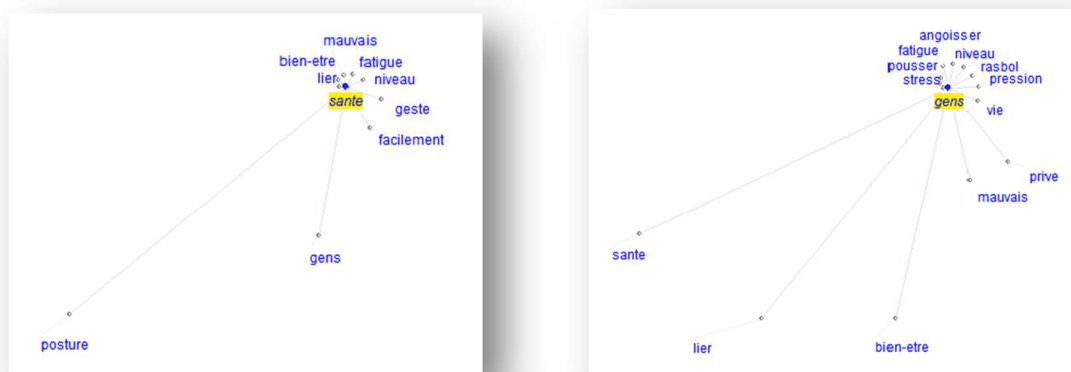 mauvais
bien-etre fatigue
lier niveau
sante
geste
facilement
gens
posture
angoisser
fatigue niveau
pousser rasbol
stress pression
gens
vie
prive
mauvais
sante
lier
bien-etre